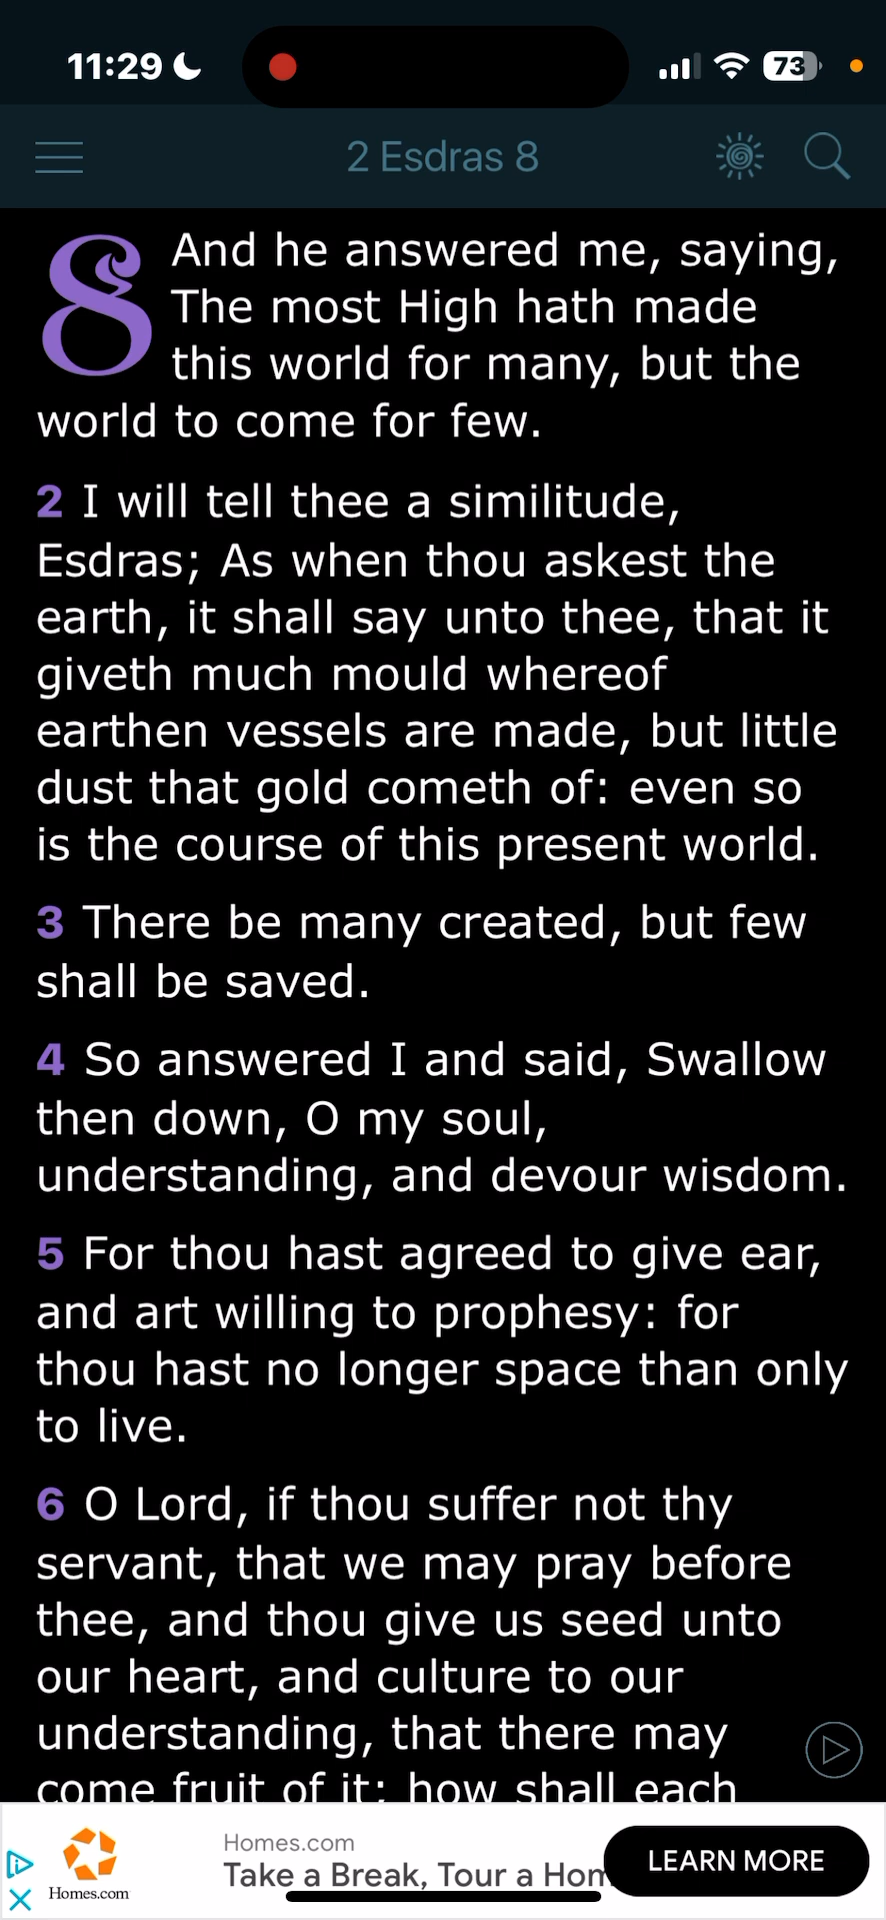 11:29
73
2 Esdras 8
8 And he answered me, saying,
The most High hath made
this world for many, but the
world to come for few.
2 I will tell thee a similitude,
Esdras; As when thou askest the
earth, it shall say unto thee, that it
giveth much mould whereof
earthen vessels are made, but little
dust that gold cometh of: even so
is the course of this present world.
3 There be many created, but few
shall be saved.
4 So answered I and said, Swallow
then down, O my soul,
understanding, and devour wisdom.
5 For thou hast agreed to give ear,
and art willing to prophesy: for
thou hast no longer space than only
to live.
6 O Lord, if thou suffer not thy
servant, that we may pray before
thee, and thou give us seed unto
our heart, and culture to our
understanding, that there may
come fruit of it; how shall each
Homes.com
Homes.com
Take a Break, Tour a Hom
LEARN MORE